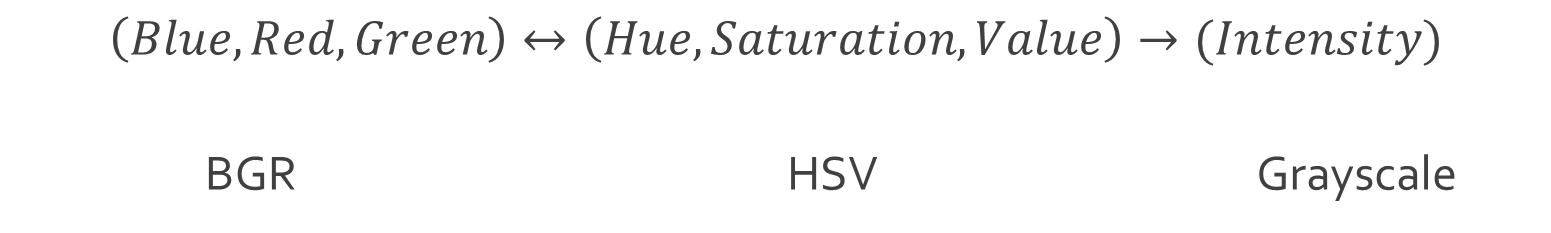 (Blue, Red, Green) ↔ (Hue, Saturation, Value) → (Intensity)
BGR HSV Grayscale